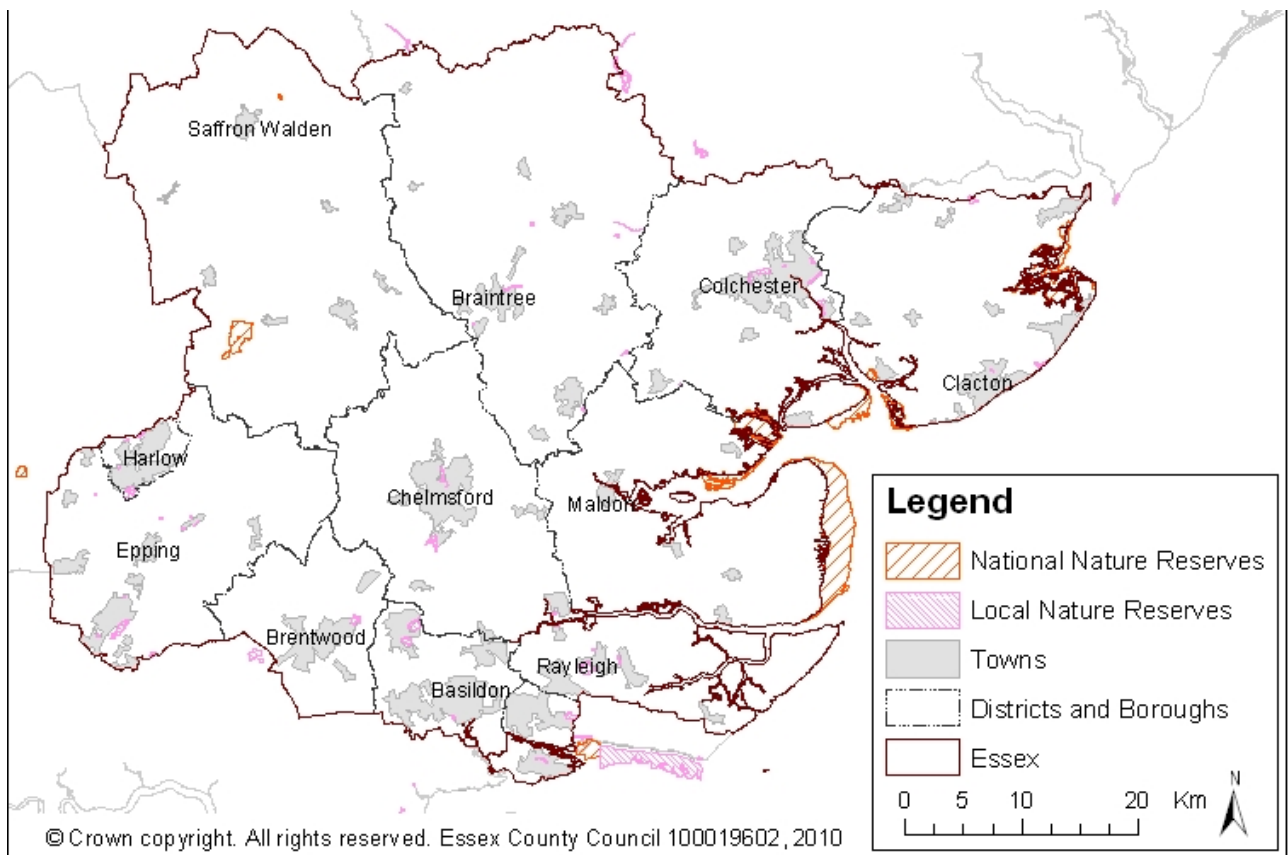 Saffron Walden
Braintree
Colchester
Clacton
Harlow
Chelmsford
Maldon
Epping
Brentwood
Rayleigh
Basildon
Legend
National Nature Reserves
Local Nature Reserves
Towns
Districts and Boroughs
Essex
N
0 5 10 20 Km
© Crown copyright. All rights reserved. Essex County Council 100019602, 2010